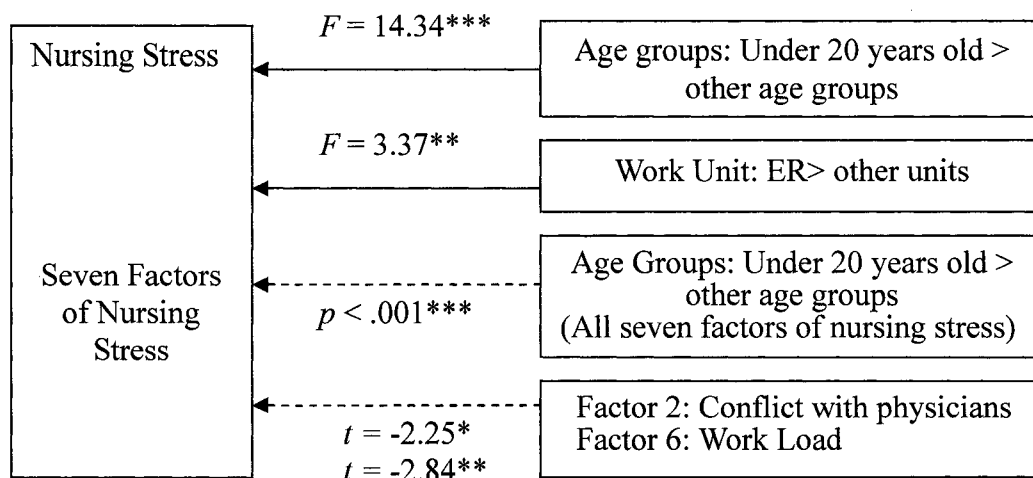 F = 14.34***
Nursing Stress
Age groups: Under 20 years old >
other age groups
F = 3.37**
Work Unit: ER> other units
Seven Factors
of Nursing
Stress
p < .001***
Age Groups: Under 20 years old >
other age groups
(All seven factors of nursing stress)
t = -2.25*
t = -2.84**
Factor 2: Conflict with physicians
Factor 6: Work Load